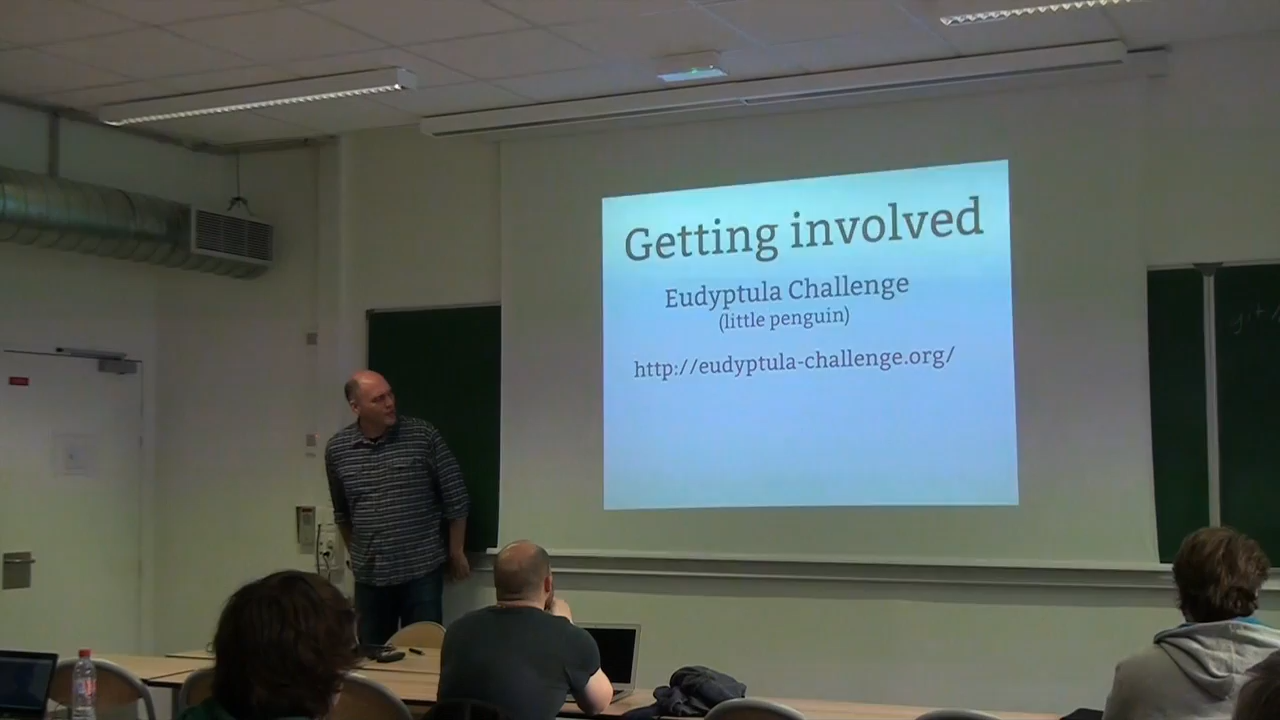 Getting involved
Eudyptula Challenge
(little penguin)
http://eudyptula-challenge.org/